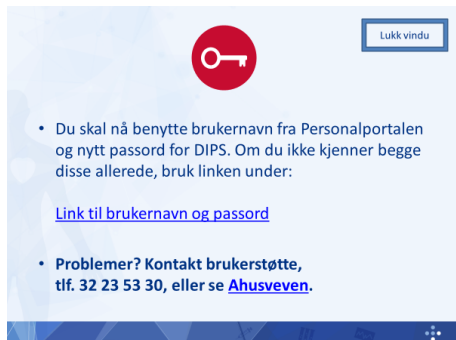 Lukk vindu
• Du skal nå benytte brukernavn fra Personalportalen
og nytt passord for DIPS. Om du ikke kjenner begge
disse allerede, bruk linken under:
Link til brukernavn og passord
• Problemer? Kontakt brukerstøtte,
tlf. 32 23 53 30, eller se Ahusveven.